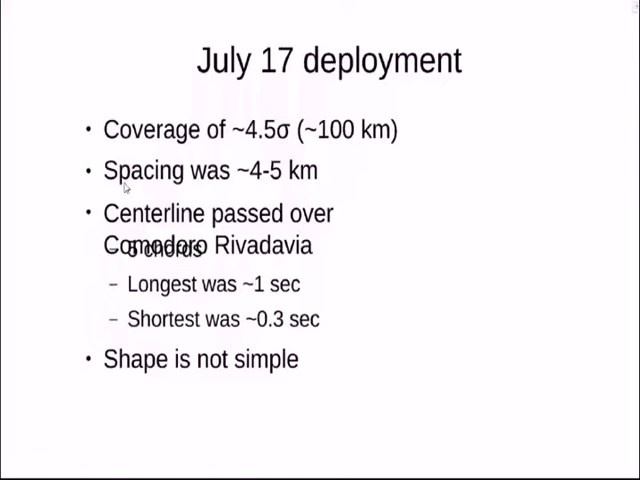 July 17 deployment
• Coverage of ~4.5σ (~100 km)
• Spacing was ~4-5 km
• Centerline passed over
Comodoro Rivadavia
– 5 chords
– Longest was ~1 sec
– Shortest was ~0.3 sec
• Shape is not simple